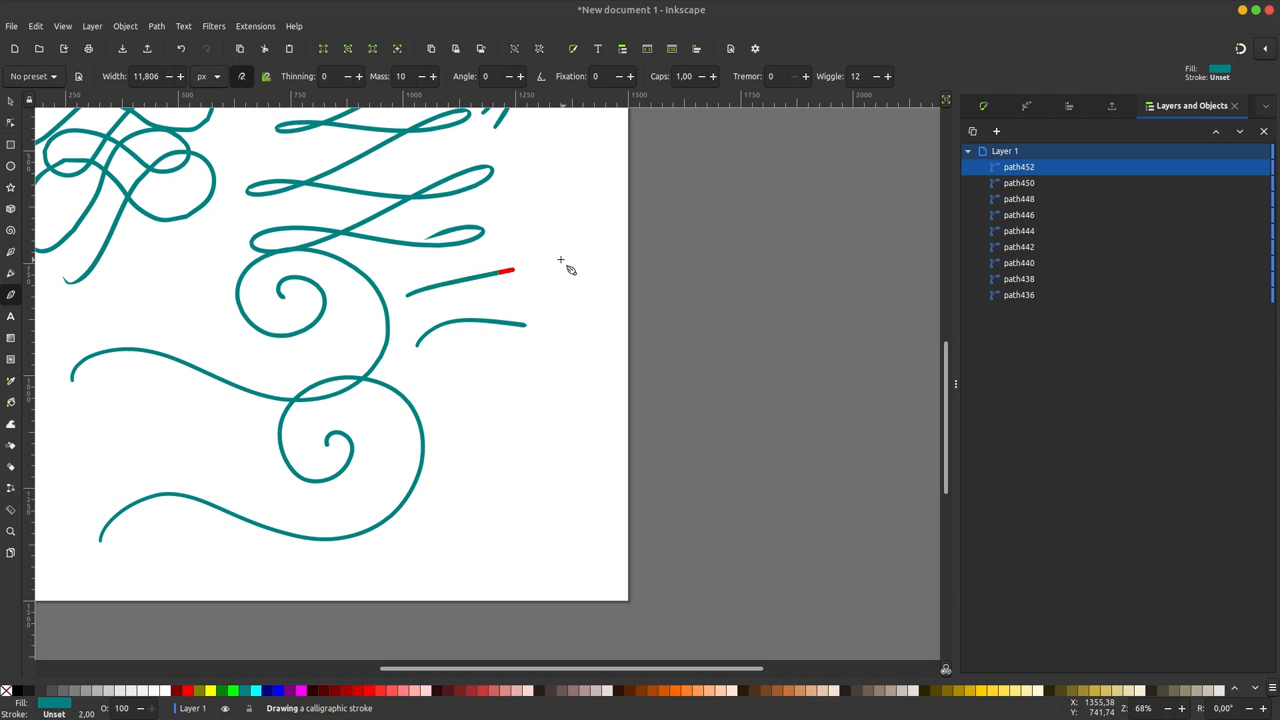 *New document 1 - Inkscape
File Edit View Layer Object Path Text Filters Extensions Help
No preset Width: 11,806 px Thinning: 0 Mass: 10 Angle: 0 Fixation: 0 Caps: 1,00 Tremor: 0 Wiggle: 12
Fill:
Stroke: Unset
250 500 750 1000 1250 1500 1750 2000
Layers and Objects
Layer 1
path452
path450
path448
path446
path444
path442
path440
path438
path436
Fill:
Stroke: Unset 2,00
O: 100
Layer 1
Drawing a calligraphic stroke
X: 1355,38
Y: 741,74
Z: 68%
R: 0,00°